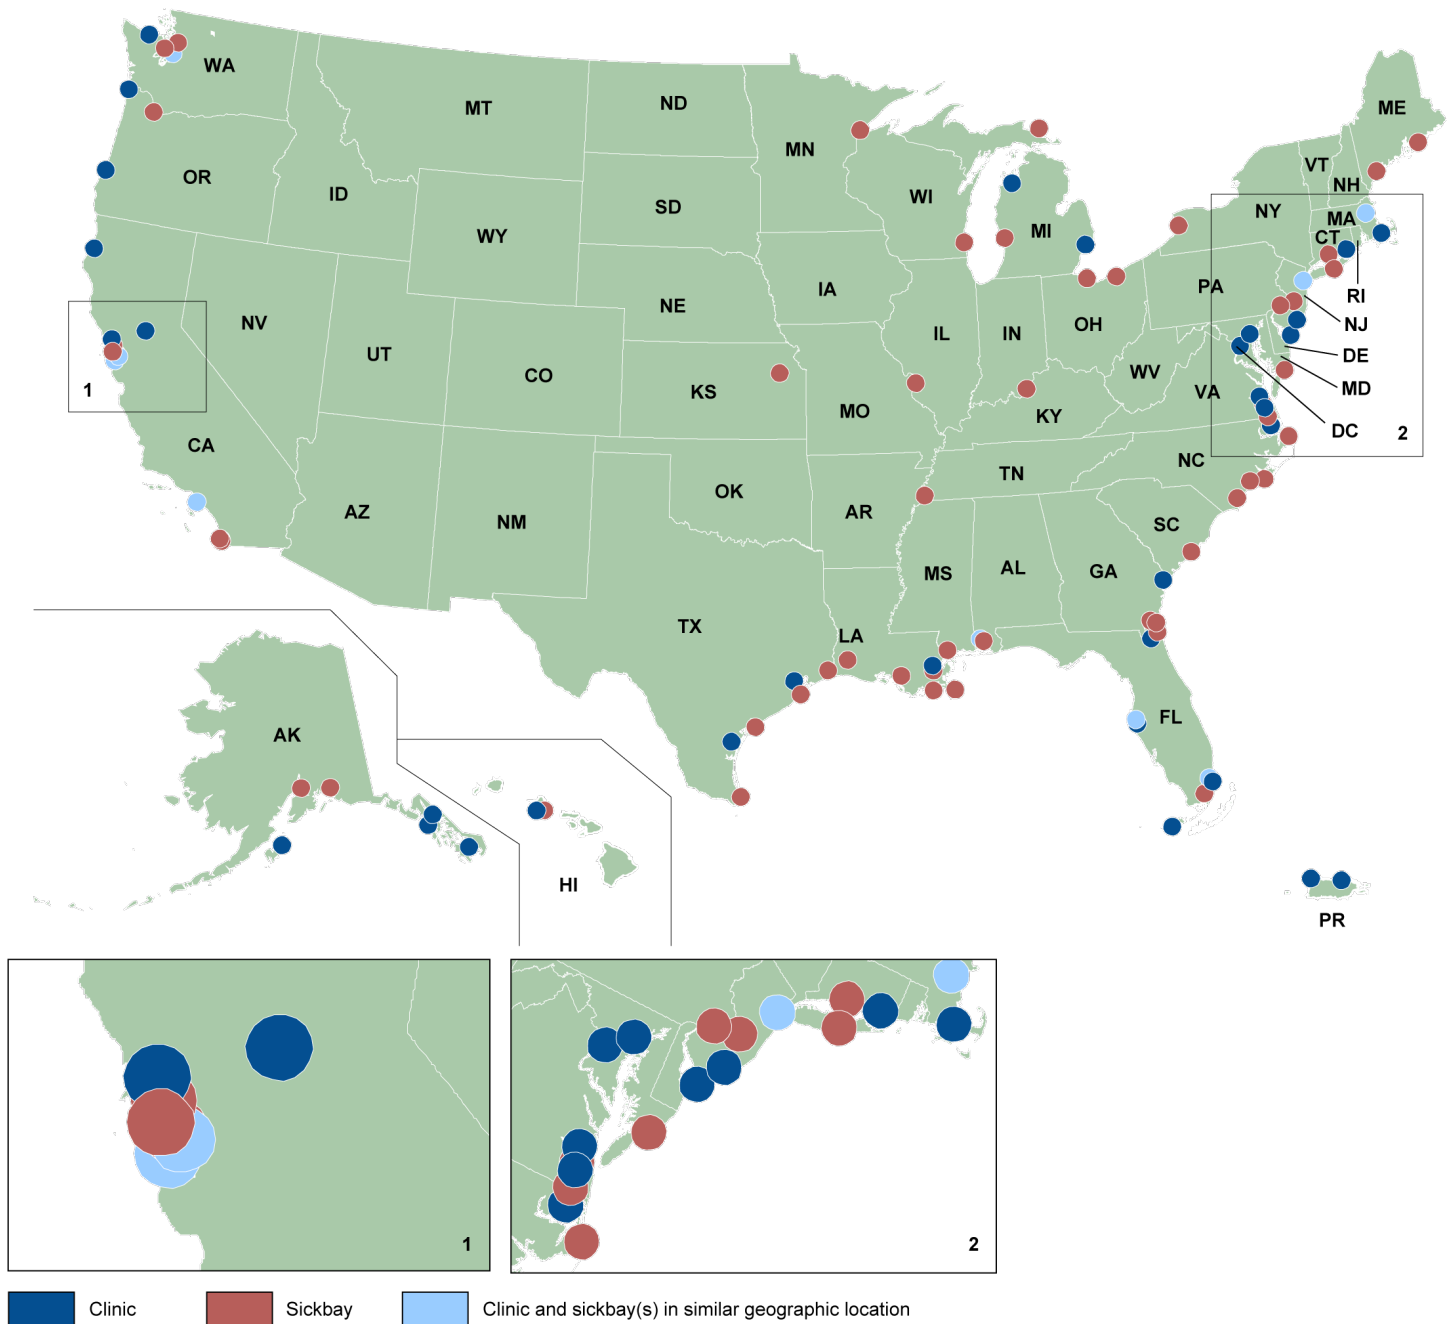 WA
MT
ND
MN
ME
VT
NH
OR
ID
SD
WI
MI
NY
MA
CT
WY
IA
PA
RI
NJ
NV
NE
IL
IN
OH
DE
UT
CO
KS
MO
WV
VA
MD
1
KY
DC
2
CA
TN
NC
AZ
NM
OK
AR
SC
MS
AL
GA
TX
LA
FL
AK
HI
PR
1
2
Clinic
Sickbay
Clinic and sickbay(s) in similar geographic location